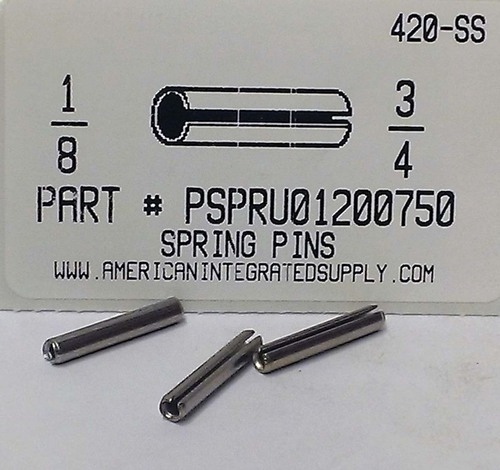 420-SS
1/8
3/4
PART # PSPRU01200750
SPRING PINS
WWW.AMERICANINTEGRATEDSUPPLY.COM